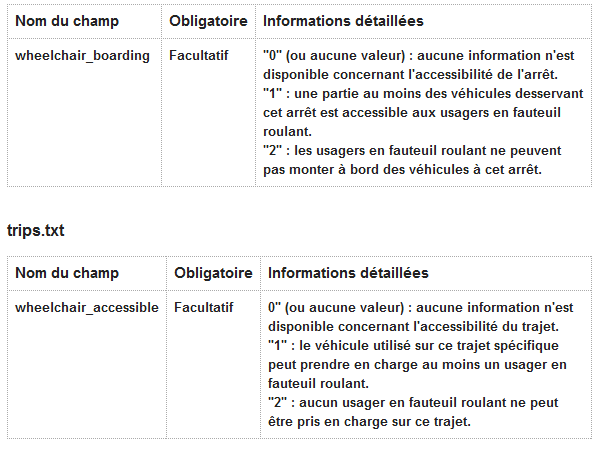 Nom du champ Obligatoire Informations détaillées
wheelchair_boarding Facultatif "0" (ou aucune valeur) : aucune information n'est
disponible concernant l'accessibilité de l'arrêt.
"1" : une partie au moins des véhicules desservant
cet arrêt est accessible aux usagers en fauteuil
roulant.
"2" : les usagers en fauteuil roulant ne peuvent
pas monter à bord des véhicules à cet arrêt.
trips.txt
Nom du champ Obligatoire Informations détaillées
wheelchair_accessible Facultatif 0" (ou aucune valeur) : aucune information n'est
disponible concernant l'accessibilité du trajet.
"1" : le véhicule utilisé sur ce trajet spécifique
peut prendre en charge au moins un usager en
fauteuil roulant.
"2" : aucun usager en fauteuil roulant ne peut
être pris en charge sur ce trajet.